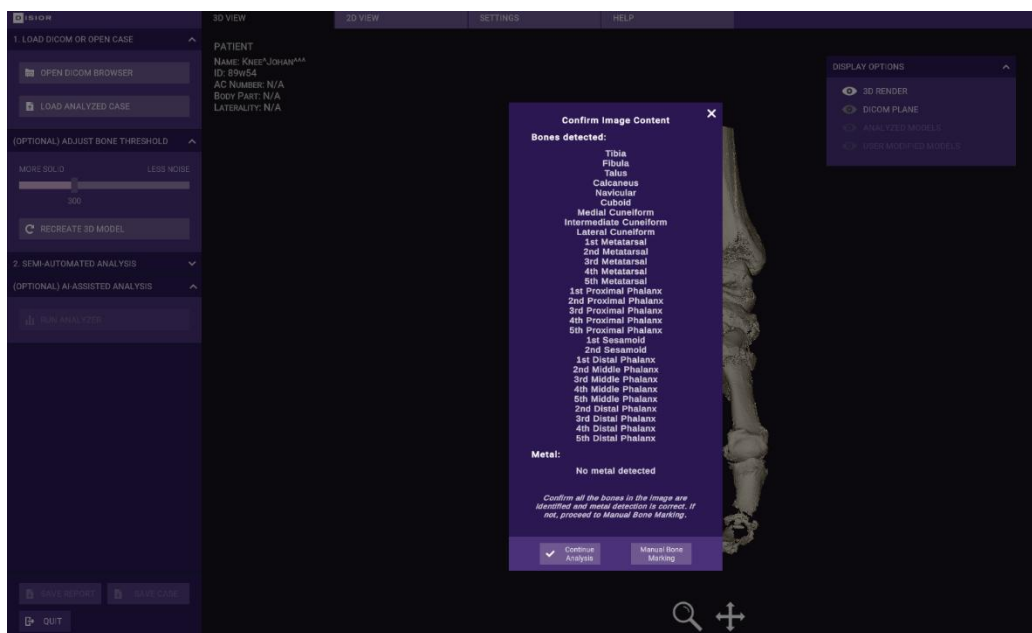 DISIOR
3D VIEW
2D VIEW
SETTINGS
HELP
1. LOAD DICOM OR OPEN CASE
OPEN DICOM BROWSER
LOAD ANALYZED CASE
(OPTIONAL) ADJUST BONE THRESHOLD
MORE SOLID
LESS NOISE
300
RECREATE 3D MODEL
2. SEMI-AUTOMATED ANALYSIS
(OPTIONAL) AI-ASSISTED ANALYSIS
RUN ANALYZER
SAVE REPORT
SAVE CASE
QUIT
PATIENT
NAME: KNEE^JOHAN^^^
ID: 89W54
AC NUMBER: N/A
BODY PART: N/A
LATERALITY: N/A
Confirm Image Content
Bones detected:
Tibia
Fibula
Talus
Calcaneus
Navicular
Cuboid
Medial Cuneiform
Intermediate Cuneiform
Lateral Cuneiform
1st Metatarsal
2nd Metatarsal
3rd Metatarsal
4th Metatarsal
5th Metatarsal
1st Proximal Phalanx
2nd Proximal Phalanx
3rd Proximal Phalanx
4th Proximal Phalanx
5th Proximal Phalanx
1st Sesamoid
2nd Sesamoid
1st Distal Phalanx
2nd Middle Phalanx
3rd Middle Phalanx
4th Middle Phalanx
5th Middle Phalanx
2nd Distal Phalanx
3rd Distal Phalanx
4th Distal Phalanx
5th Distal Phalanx
Metal:
No metal detected
Confirm all the bones in the image are
identified and metal detection is correct. If
not, proceed to Manual Bone Marking.
Continue
Analysis
Manual Bone
Marking
DISPLAY OPTIONS
3D RENDER
DICOM PLANE
ANALYZED MODELS
USER MODIFIED MODELS